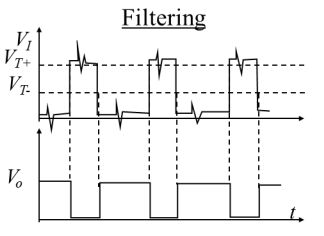 Filtering
V_I
V_T+
V_T-
V_o
t